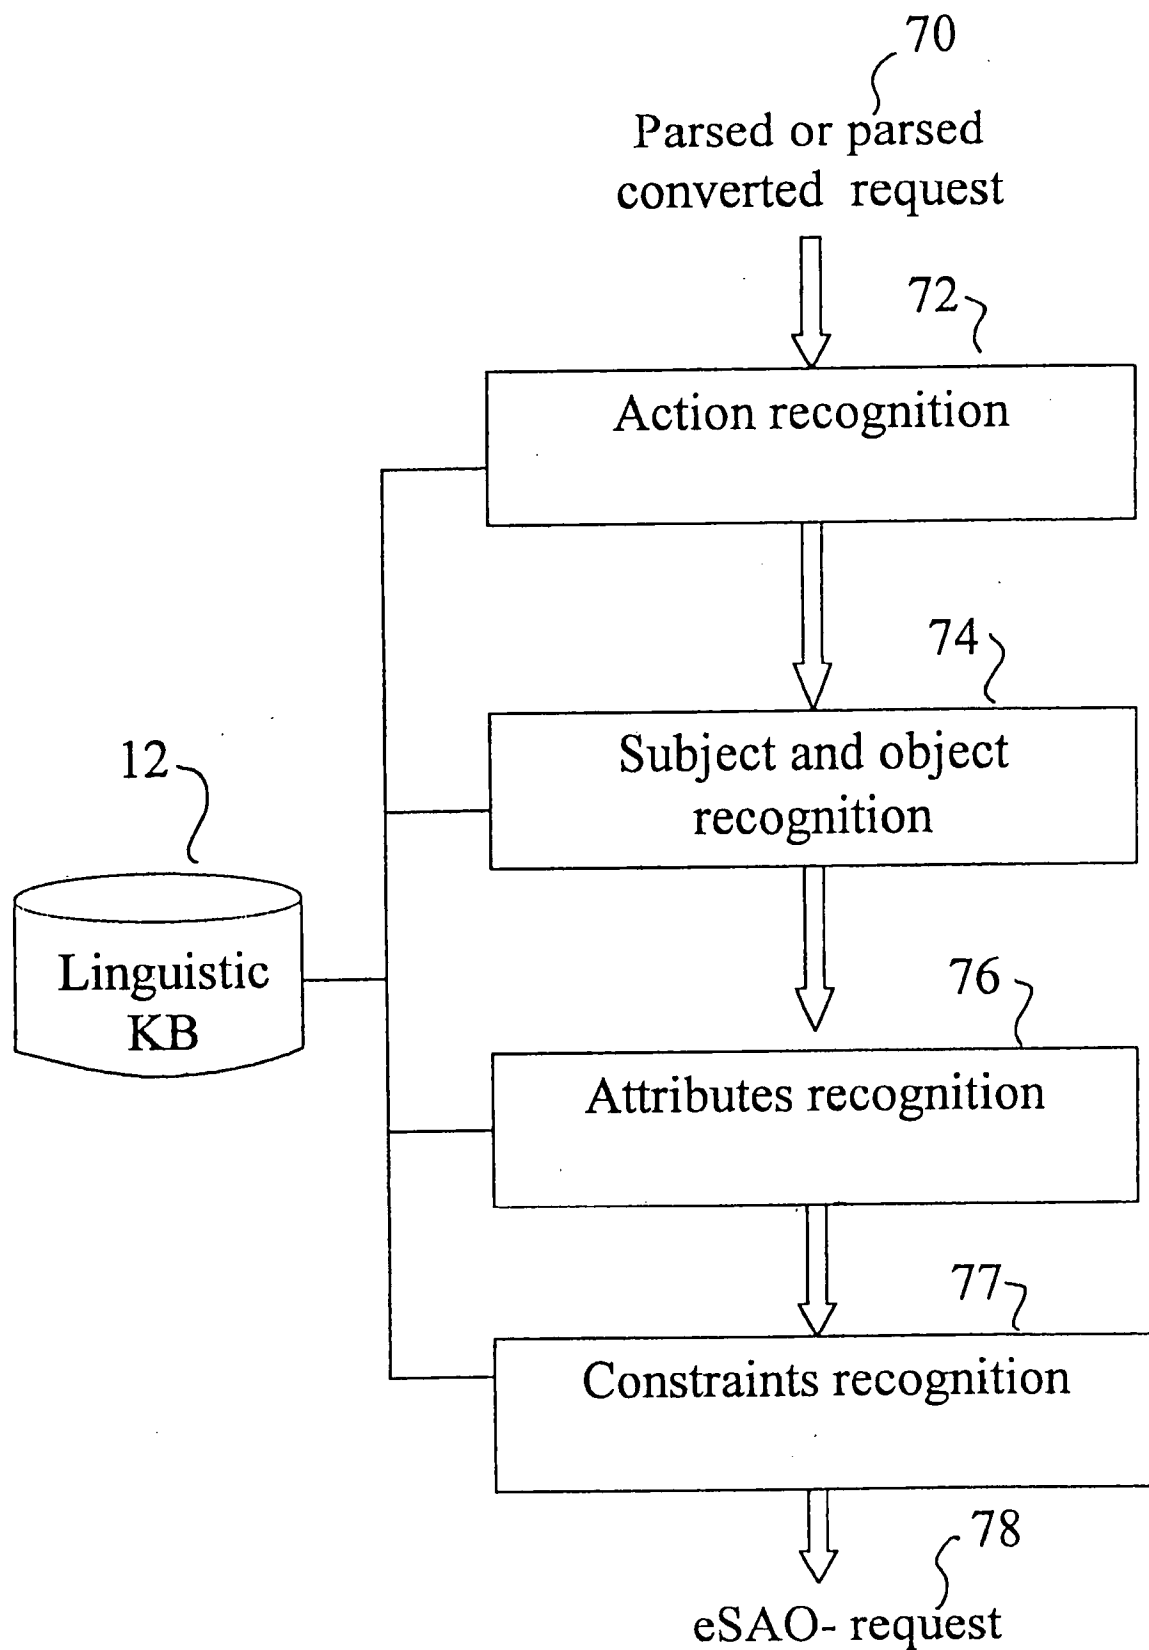 70
Parsed or parsed
converted request
72
Action recognition
74
Subject and object
recognition
12
Linguistic
KB
76
Attributes recognition
77
Constraints recognition
78
eSAO- request